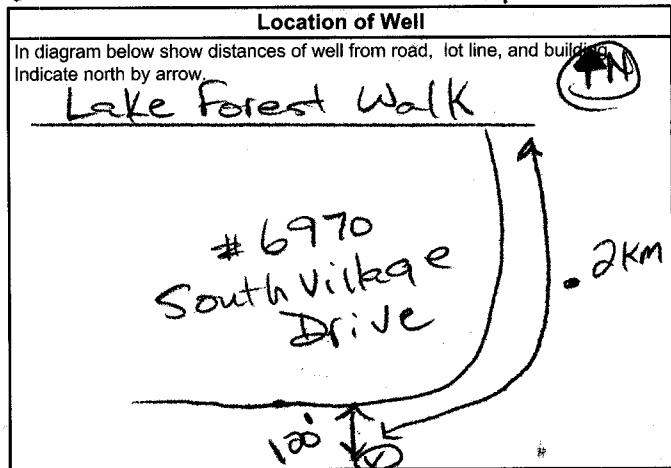 Location of Well
In diagram below show distances of well from road, lot line, and building.
Indicate north by arrow.
N
Lake Forest Walk
#6970
South Village
Drive
.2km
120'